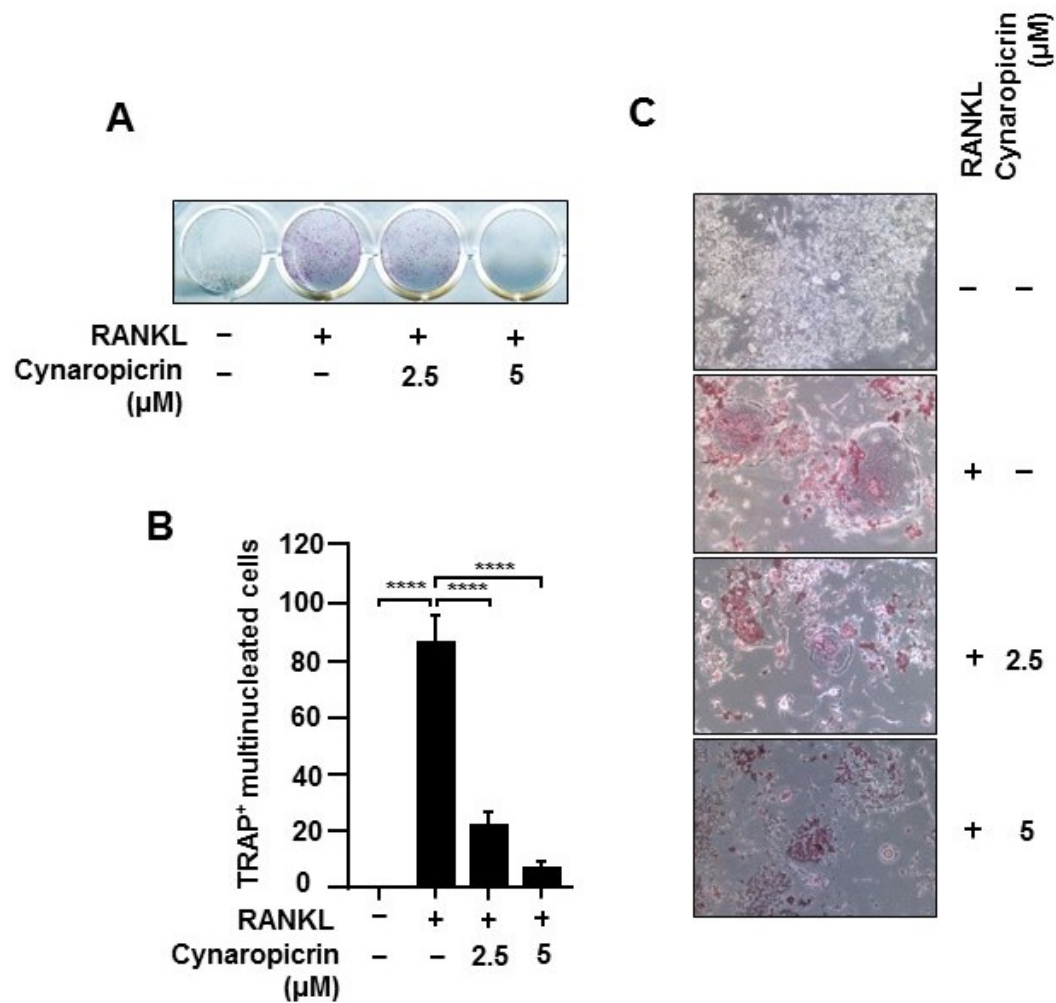 A
RANKL – + + +
Cynaropicrin – – 2.5 5
(µM)
B
TRAP+ multinucleated cells
120
100
80
60
40
20
0
**** **** ****
RANKL – + + +
Cynaropicrin – – 2.5 5
(µM)
C
RANKL
Cynaropicrin
(µM)
– –
+ –
+ 2.5
+ 5